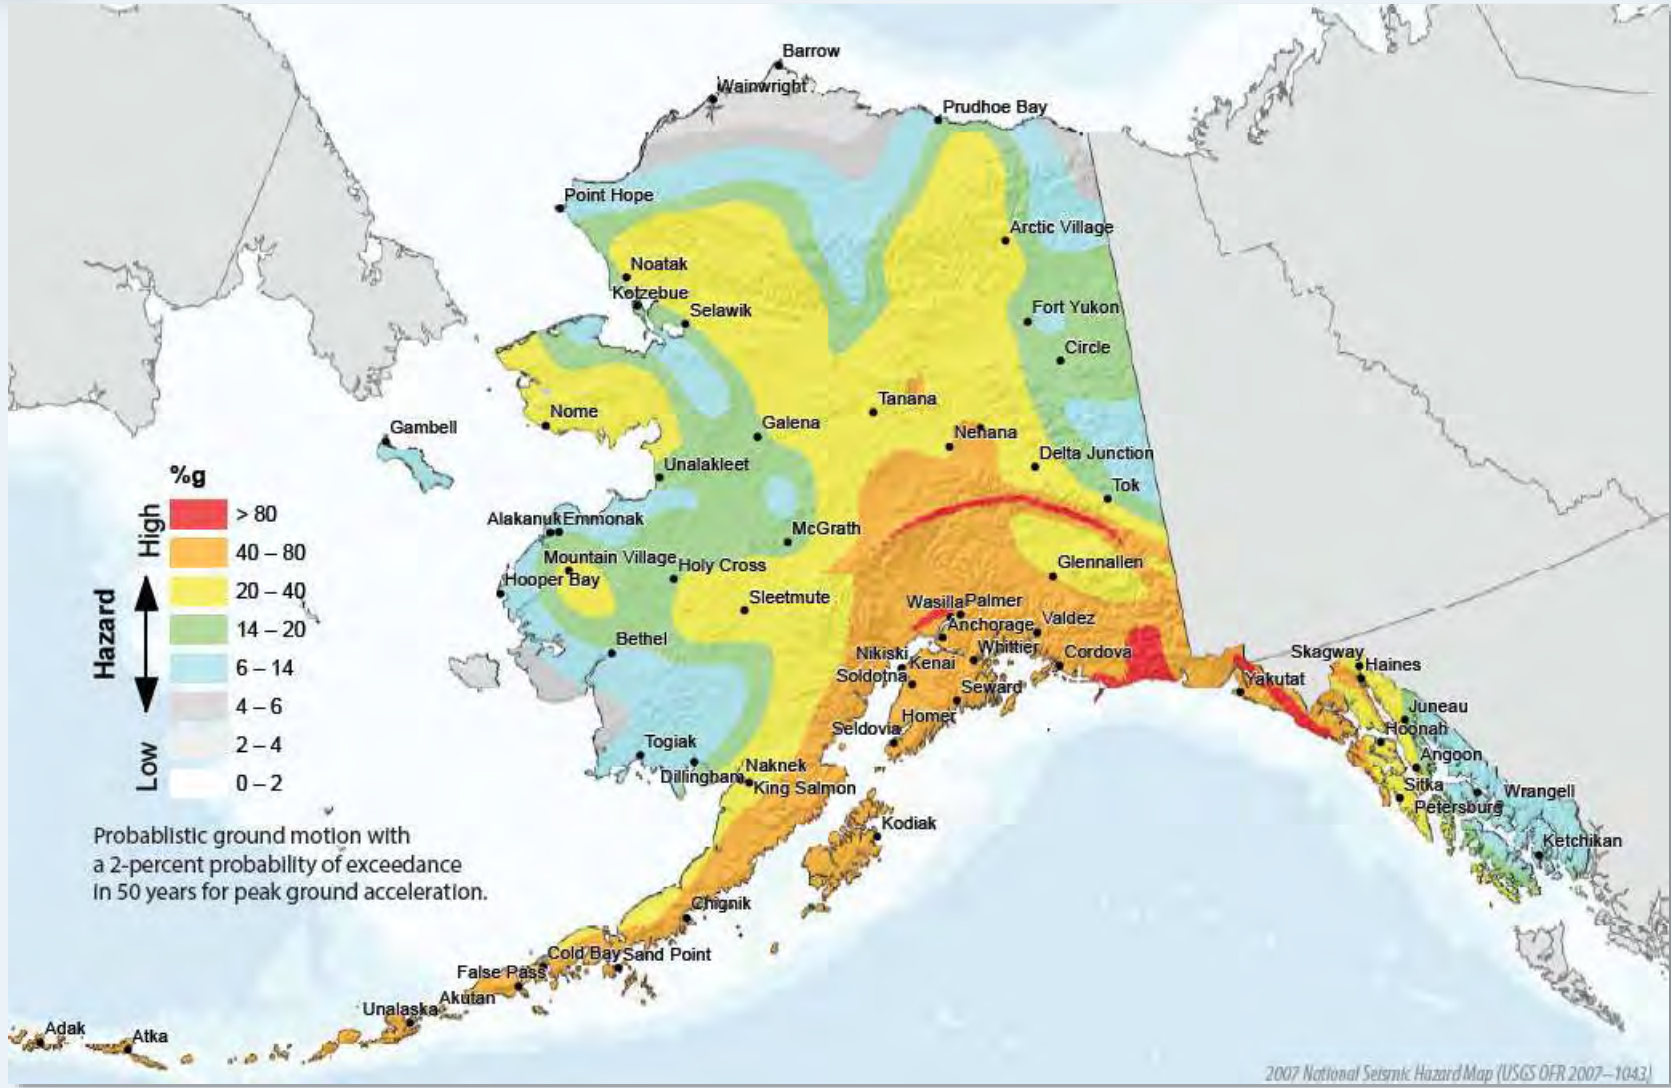 Barrow
Wainwright
Prudhoe Bay
Point Hope
Arctic Village
Noatak
Kotzebue
Selawik
Fort Yukon
Circle
Tanana
Nome
Galena
Gambell
Nenana
Delta Junction
Unalakleet
Tok
%g
High
Hazard
Low
> 80
40 – 80
20 – 40
14 – 20
6 – 14
4 – 6
2 – 4
0 – 2
Alakanuk Emmonak
McGrath
Mountain Village
Holy Cross
Glennallen
Hooper Bay
Sleetmute
Wasilla Palmer
Anchorage
Valdez
Bethel
Nikiski
Kenai
Whittier
Cordova
Skagway
Haines
Soldotna
Seward
Yakutat
Homer
Juneau
Seldovia
Hoonah
Togiak
Angoon
Naknek
Dillingham
King Salmon
Sitka
Wrangell
Petersburg
Kodiak
Ketchikan
Probablistic ground motion with
a 2-percent probability of exceedance
in 50 years for peak ground acceleration.
Chignik
Cold Bay Sand Point
False Pass
Akutan
Unalaska
Adak
Atka
2007 National Seismic Hazard Map (USGS OFR 2007–1043)